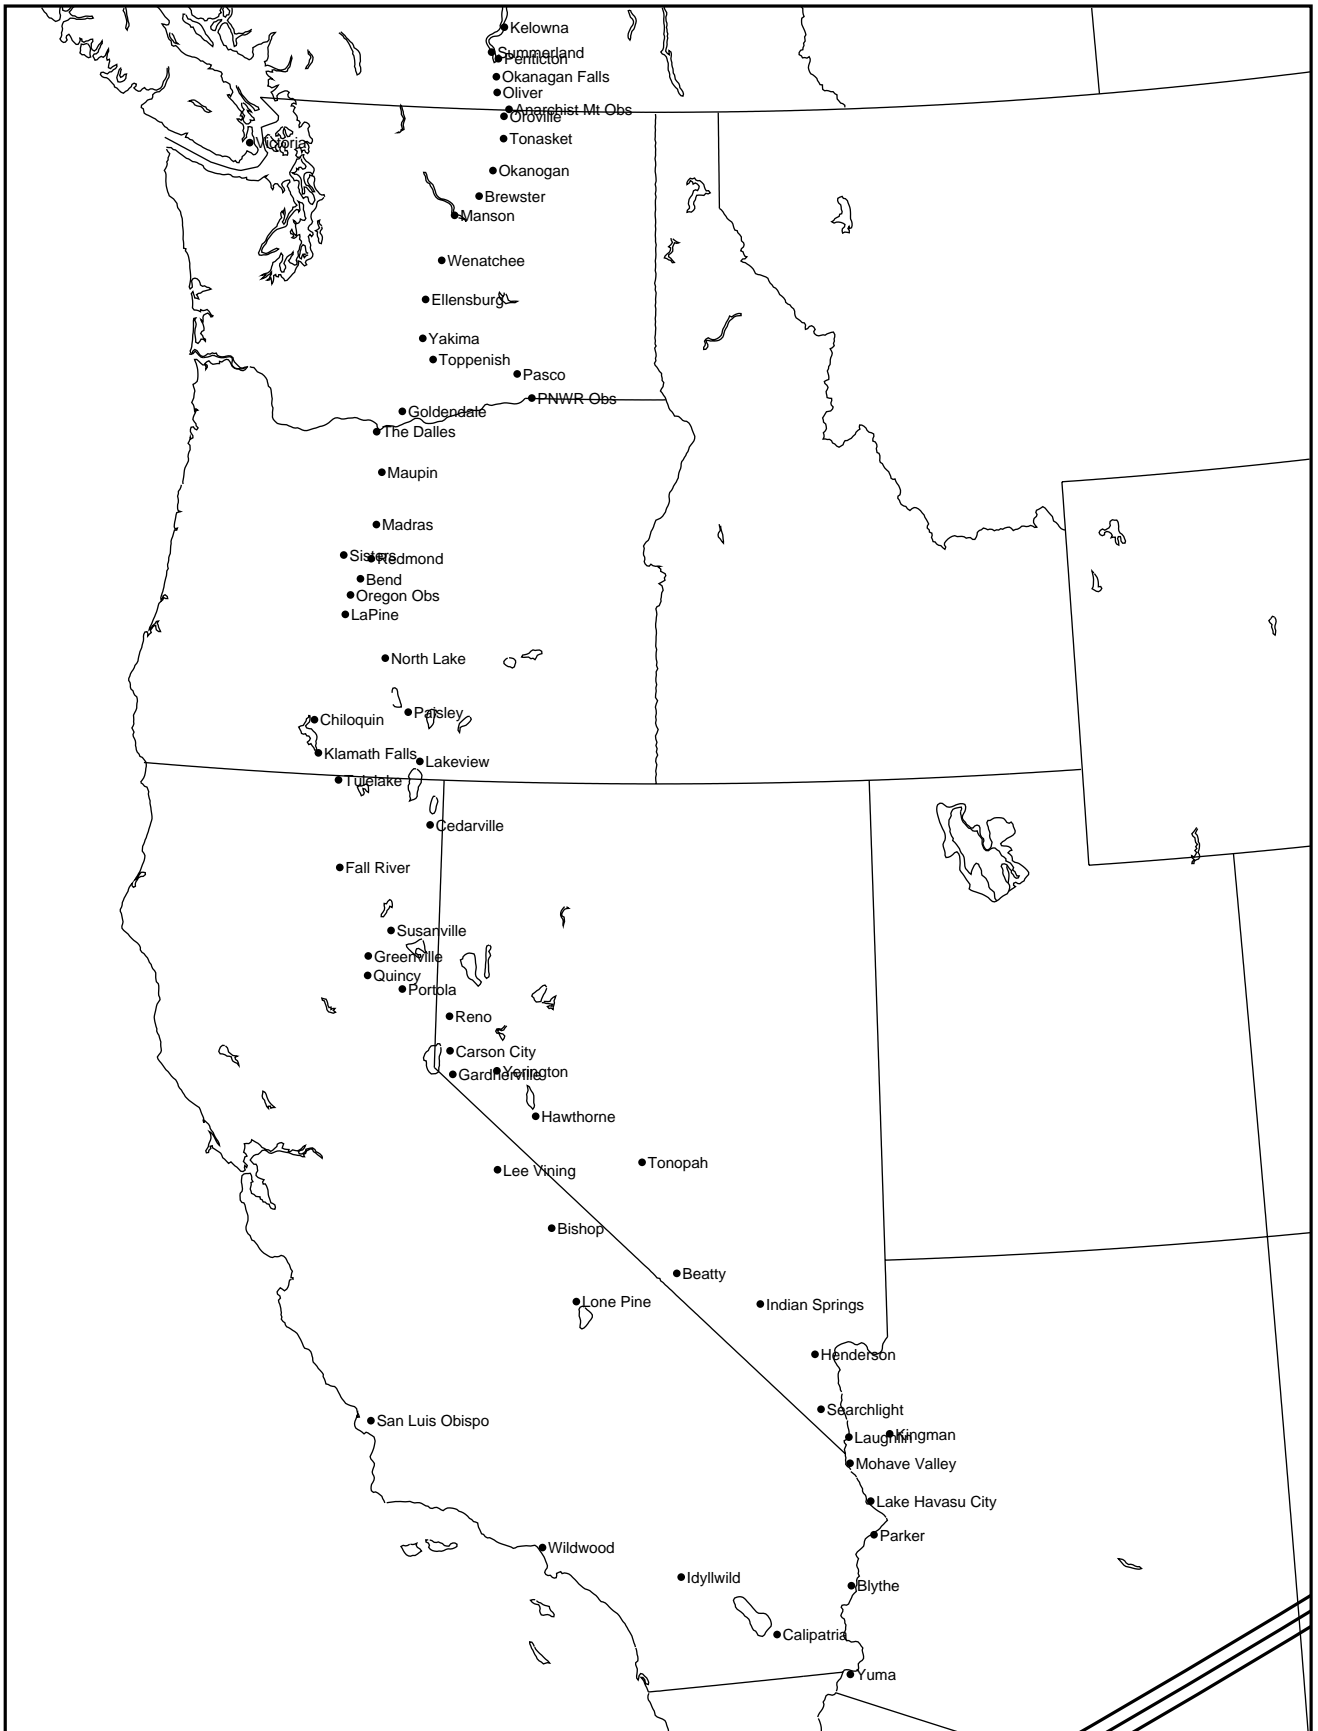 Kelowna
Summerland
Penticton
Okanagan Falls
Oliver
Anarchist Mt Obs
Oroville
Tonasket
Victoria
Okanogan
Brewster
Manson
Wenatchee
Ellensburg
Yakima
Toppenish
Pasco
PNWR Obs
Goldendale
The Dalles
Maupin
Madras
Sisters
Redmond
Bend
Oregon Obs
LaPine
North Lake
Paisley
Chiloquin
Klamath Falls
Lakeview
Tulelake
Cedarville
Fall River
Susanville
Greenville
Quincy
Portola
Reno
Carson City
Yerington
Gardnerville
Hawthorne
Tonopah
Lee Vining
Bishop
Beatty
Lone Pine
Indian Springs
Henderson
Searchlight
San Luis Obispo
Kingman
Laughlin
Mohave Valley
Lake Havasu City
Parker
Wildwood
Idyllwild
Blythe
Calipatria
Yuma